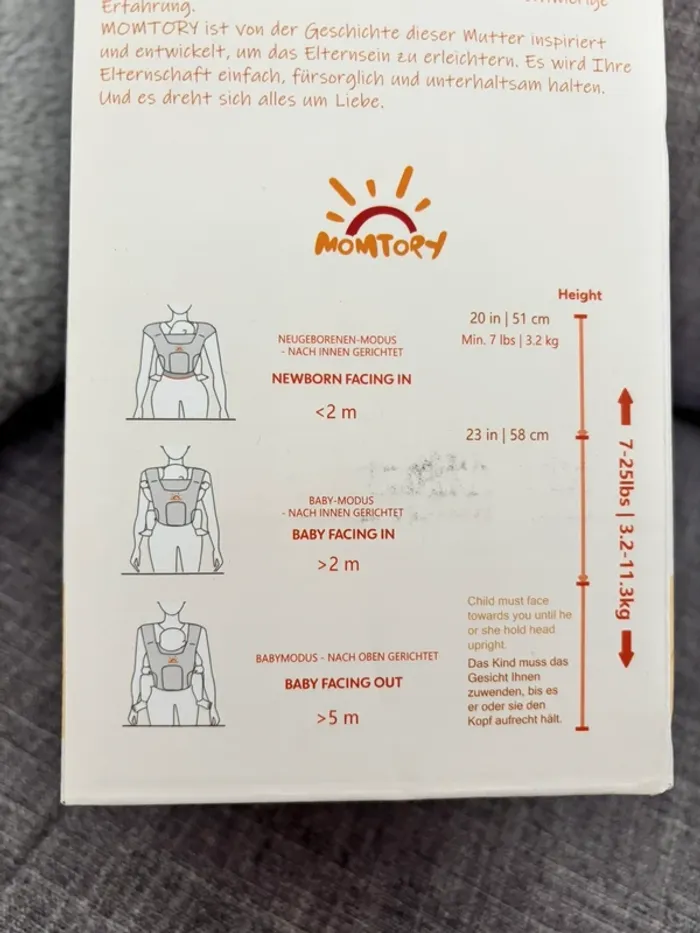 Erfahrung.
MOMTORY ist von der Geschichte dieser Mutter inspiriert
und entwickelt, um das Elternsein zu erleichtern. Es wird Ihre
Elternschaft einfach, fürsorglich und unterhaltsam halten.
Und es dreht sich alles um Liebe.
MOMTORY
Height
20 in | 51 cm
Min. 7 lbs | 3.2 kg
NEUGEBORENEN-MODUS
- NACH INNEN GERICHTET
NEWBORN FACING IN
<2 m
23 in | 58 cm
7-25lbs | 3.2-11.3kg
BABY-MODUS
- NACH INNEN GERICHTET
BABY FACING IN
>2 m
BABYMODUS - NACH OBEN GERICHTET
BABY FACING OUT
>5 m
Child must face
towards you until he
or she hold head
upright.
Das Kind muss das
Gesicht Ihnen
zuwenden, bis es
er oder sie den
Kopf aufrecht hält.